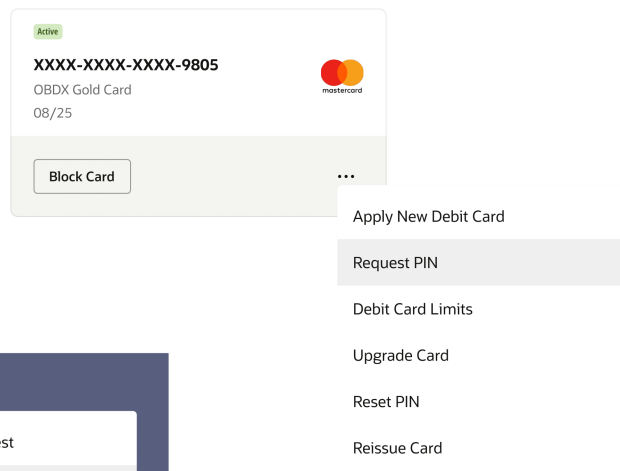 Active
XXXX-XXXX-XXXX-9805
OBDX Gold Card
mastercard
08/25
Block Card
...
Apply New Debit Card
Request PIN
Debit Card Limits
Upgrade Card
Reset PIN
est
Reissue Card